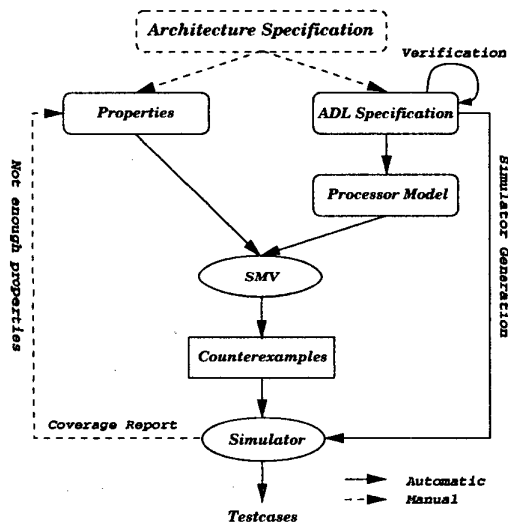 Architecture Specification
Verification
Properties
ADL Specification
Processor Model
Not enough properties
Simulator Generation
SMV
Counterexamples
Coverage Report
Simulator
Automatic
Manual
Testcases